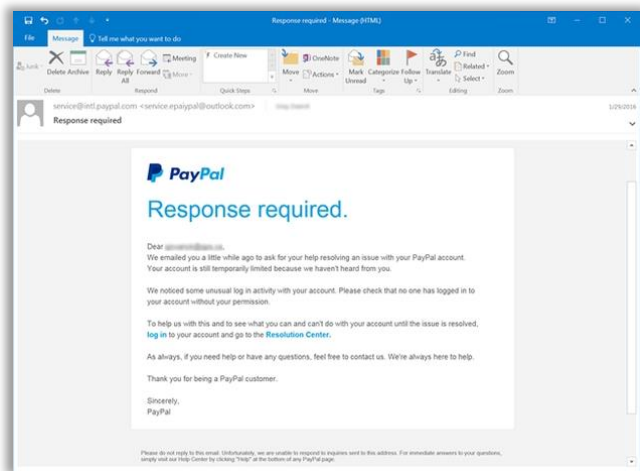 Response required - Message (HTML)
File Message Tell me what you want to do
Junk
Delete Archive
Reply Reply All Forward
Meeting
More
Create New
Move
OneNote
Actions
Mark Unread Categorize Follow Up
Translate
Find
Related
Select
Zoom
Delete Respond Quick Steps Move Tags Editing Zoom
service@intl.paypal.com <service.epaiypal@outlook.com>
1/29/2016
Response required
PayPal
Response required.
Dear
We emailed you a little while ago to ask for your help resolving an issue with your PayPal account.
Your account is still temporarily limited because we haven't heard from you.
We noticed some unusual log in activity with your account. Please check that no one has logged in to
your account without your permission.
To help us with this and to see what you can and can't do with your account until the issue is resolved,
log in to your account and go to the Resolution Center.
As always, if you need help or have any questions, feel free to contact us. We're always here to help.
Thank you for being a PayPal customer.
Sincerely,
PayPal
Please do not reply to this email. Unfortunately, we are unable to respond to inquiries sent to this address. For immediate answers to your questions,
simply visit our Help Center by clicking "Help" at the bottom of any PayPal page.